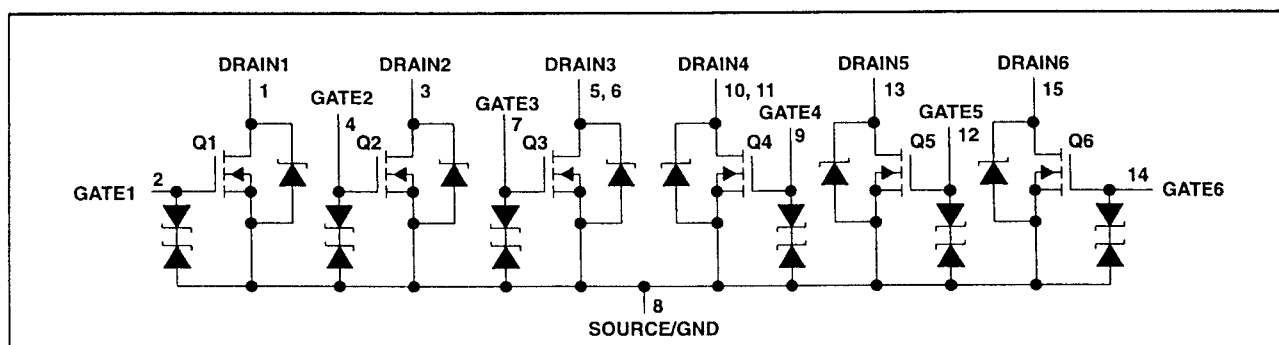 DRAIN1 DRAIN2 DRAIN3 DRAIN4 DRAIN5 DRAIN6
1 3 5, 6 10, 11 13 15
GATE2 GATE3 GATE4 GATE5
4 7 9 12
Q1 Q2 Q3 Q4 Q5 Q6
GATE1 2 14 GATE6
8
SOURCE/GND